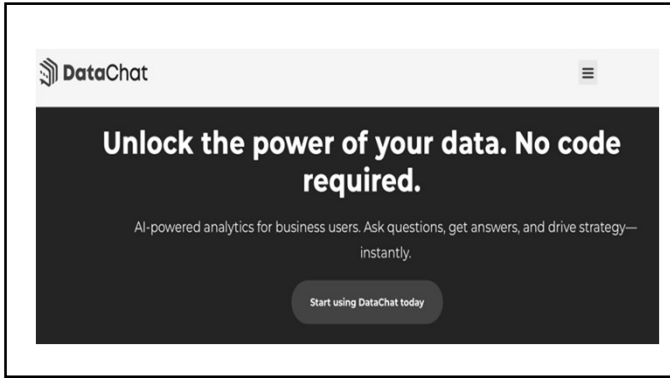 DataChat
Unlock the power of your data. No code
required.
AI-powered analytics for business users. Ask questions, get answers, and drive strategy—
instantly.
Start using DataChat today